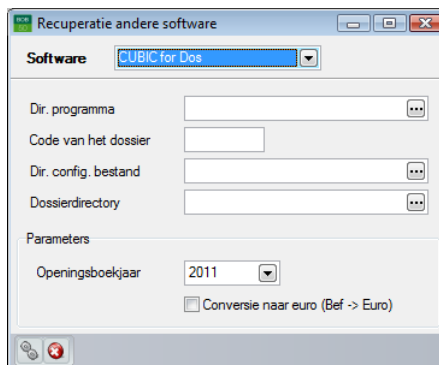 Recuperatie andere software
Software CUBIC for Dos
Dir. programma
Code van het dossier
Dir. config. bestand
Dossierdirectory
Parameters
Openingsboekjaar 2011
Conversie naar euro (Bef -> Euro)